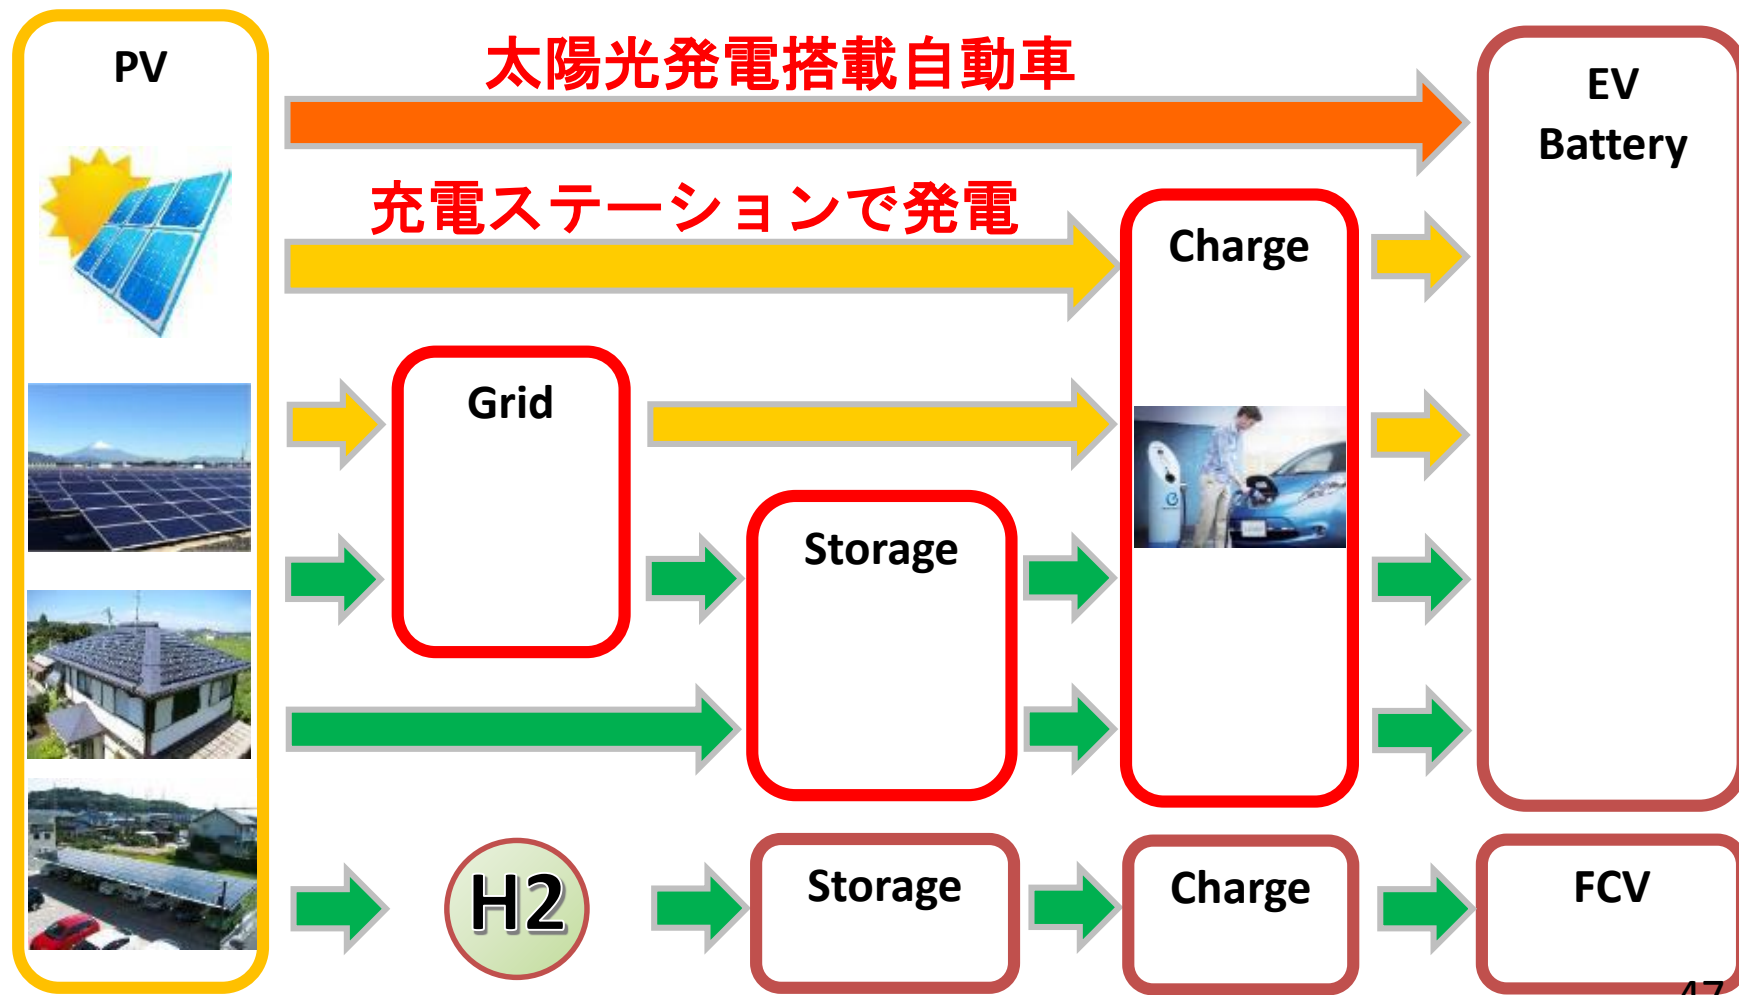 PV
太陽光発電搭載自動車
EV
Battery
充電ステーションで発電
Charge
Grid
Storage
H2
Storage
Charge
FCV
47